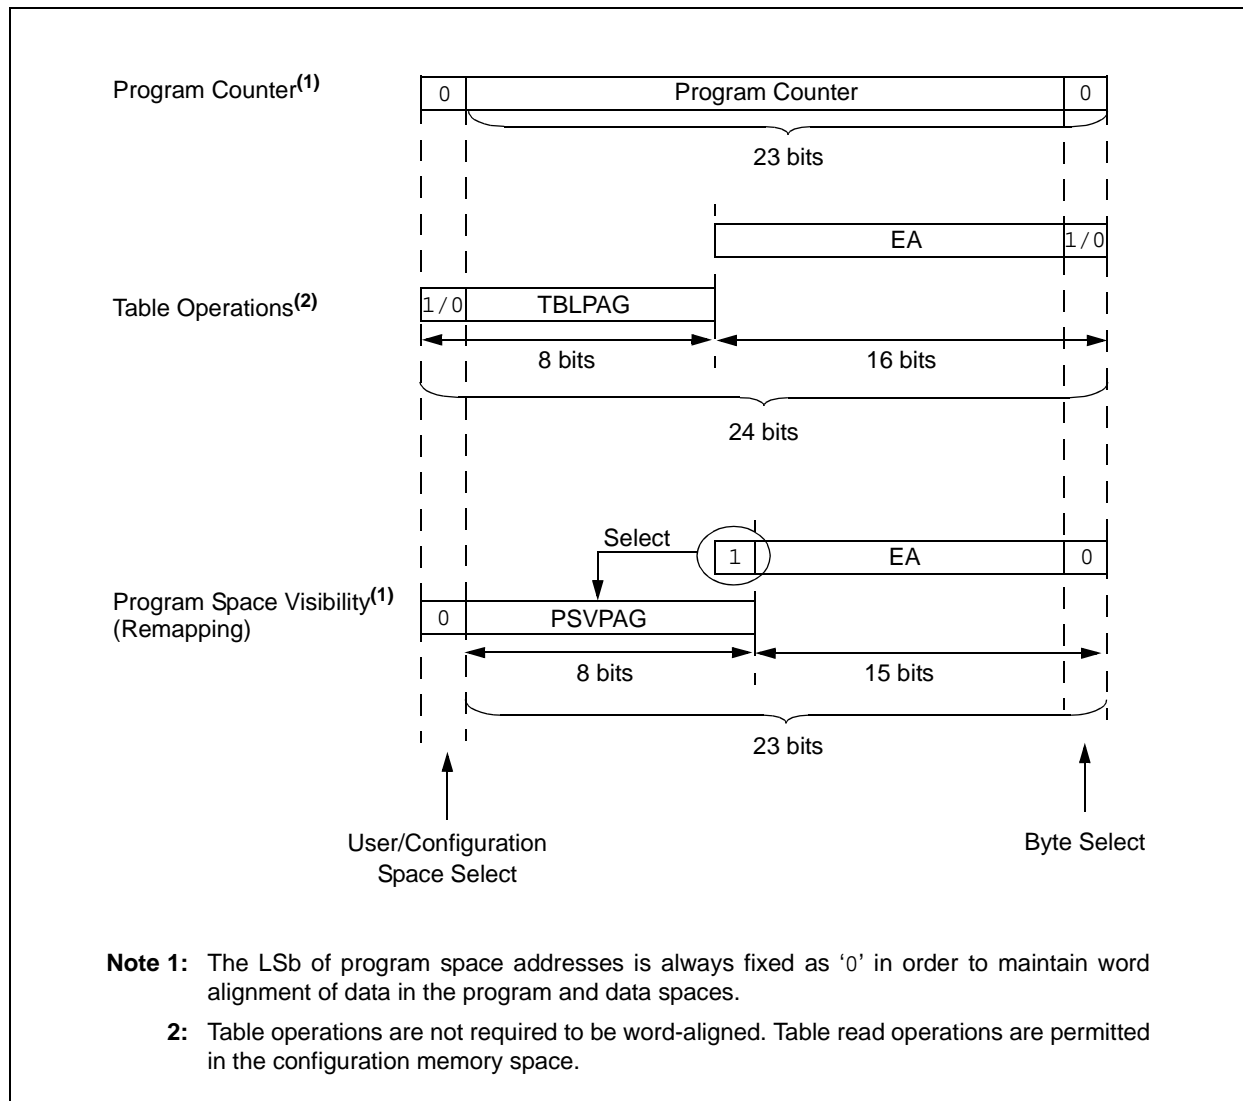 Program Counter(1)
0
Program Counter
0
23 bits
EA
1/0
Table Operations(2)
1/0
TBLPAG
8 bits
16 bits
24 bits
Select
1
EA
0
Program Space Visibility(1)
(Remapping)
0
PSVPAG
8 bits
15 bits
23 bits
User/Configuration
Space Select
Byte Select
Note 1: The LSb of program space addresses is always fixed as ‘0’ in order to maintain word
alignment of data in the program and data spaces.
2: Table operations are not required to be word-aligned. Table read operations are permitted
in the configuration memory space.